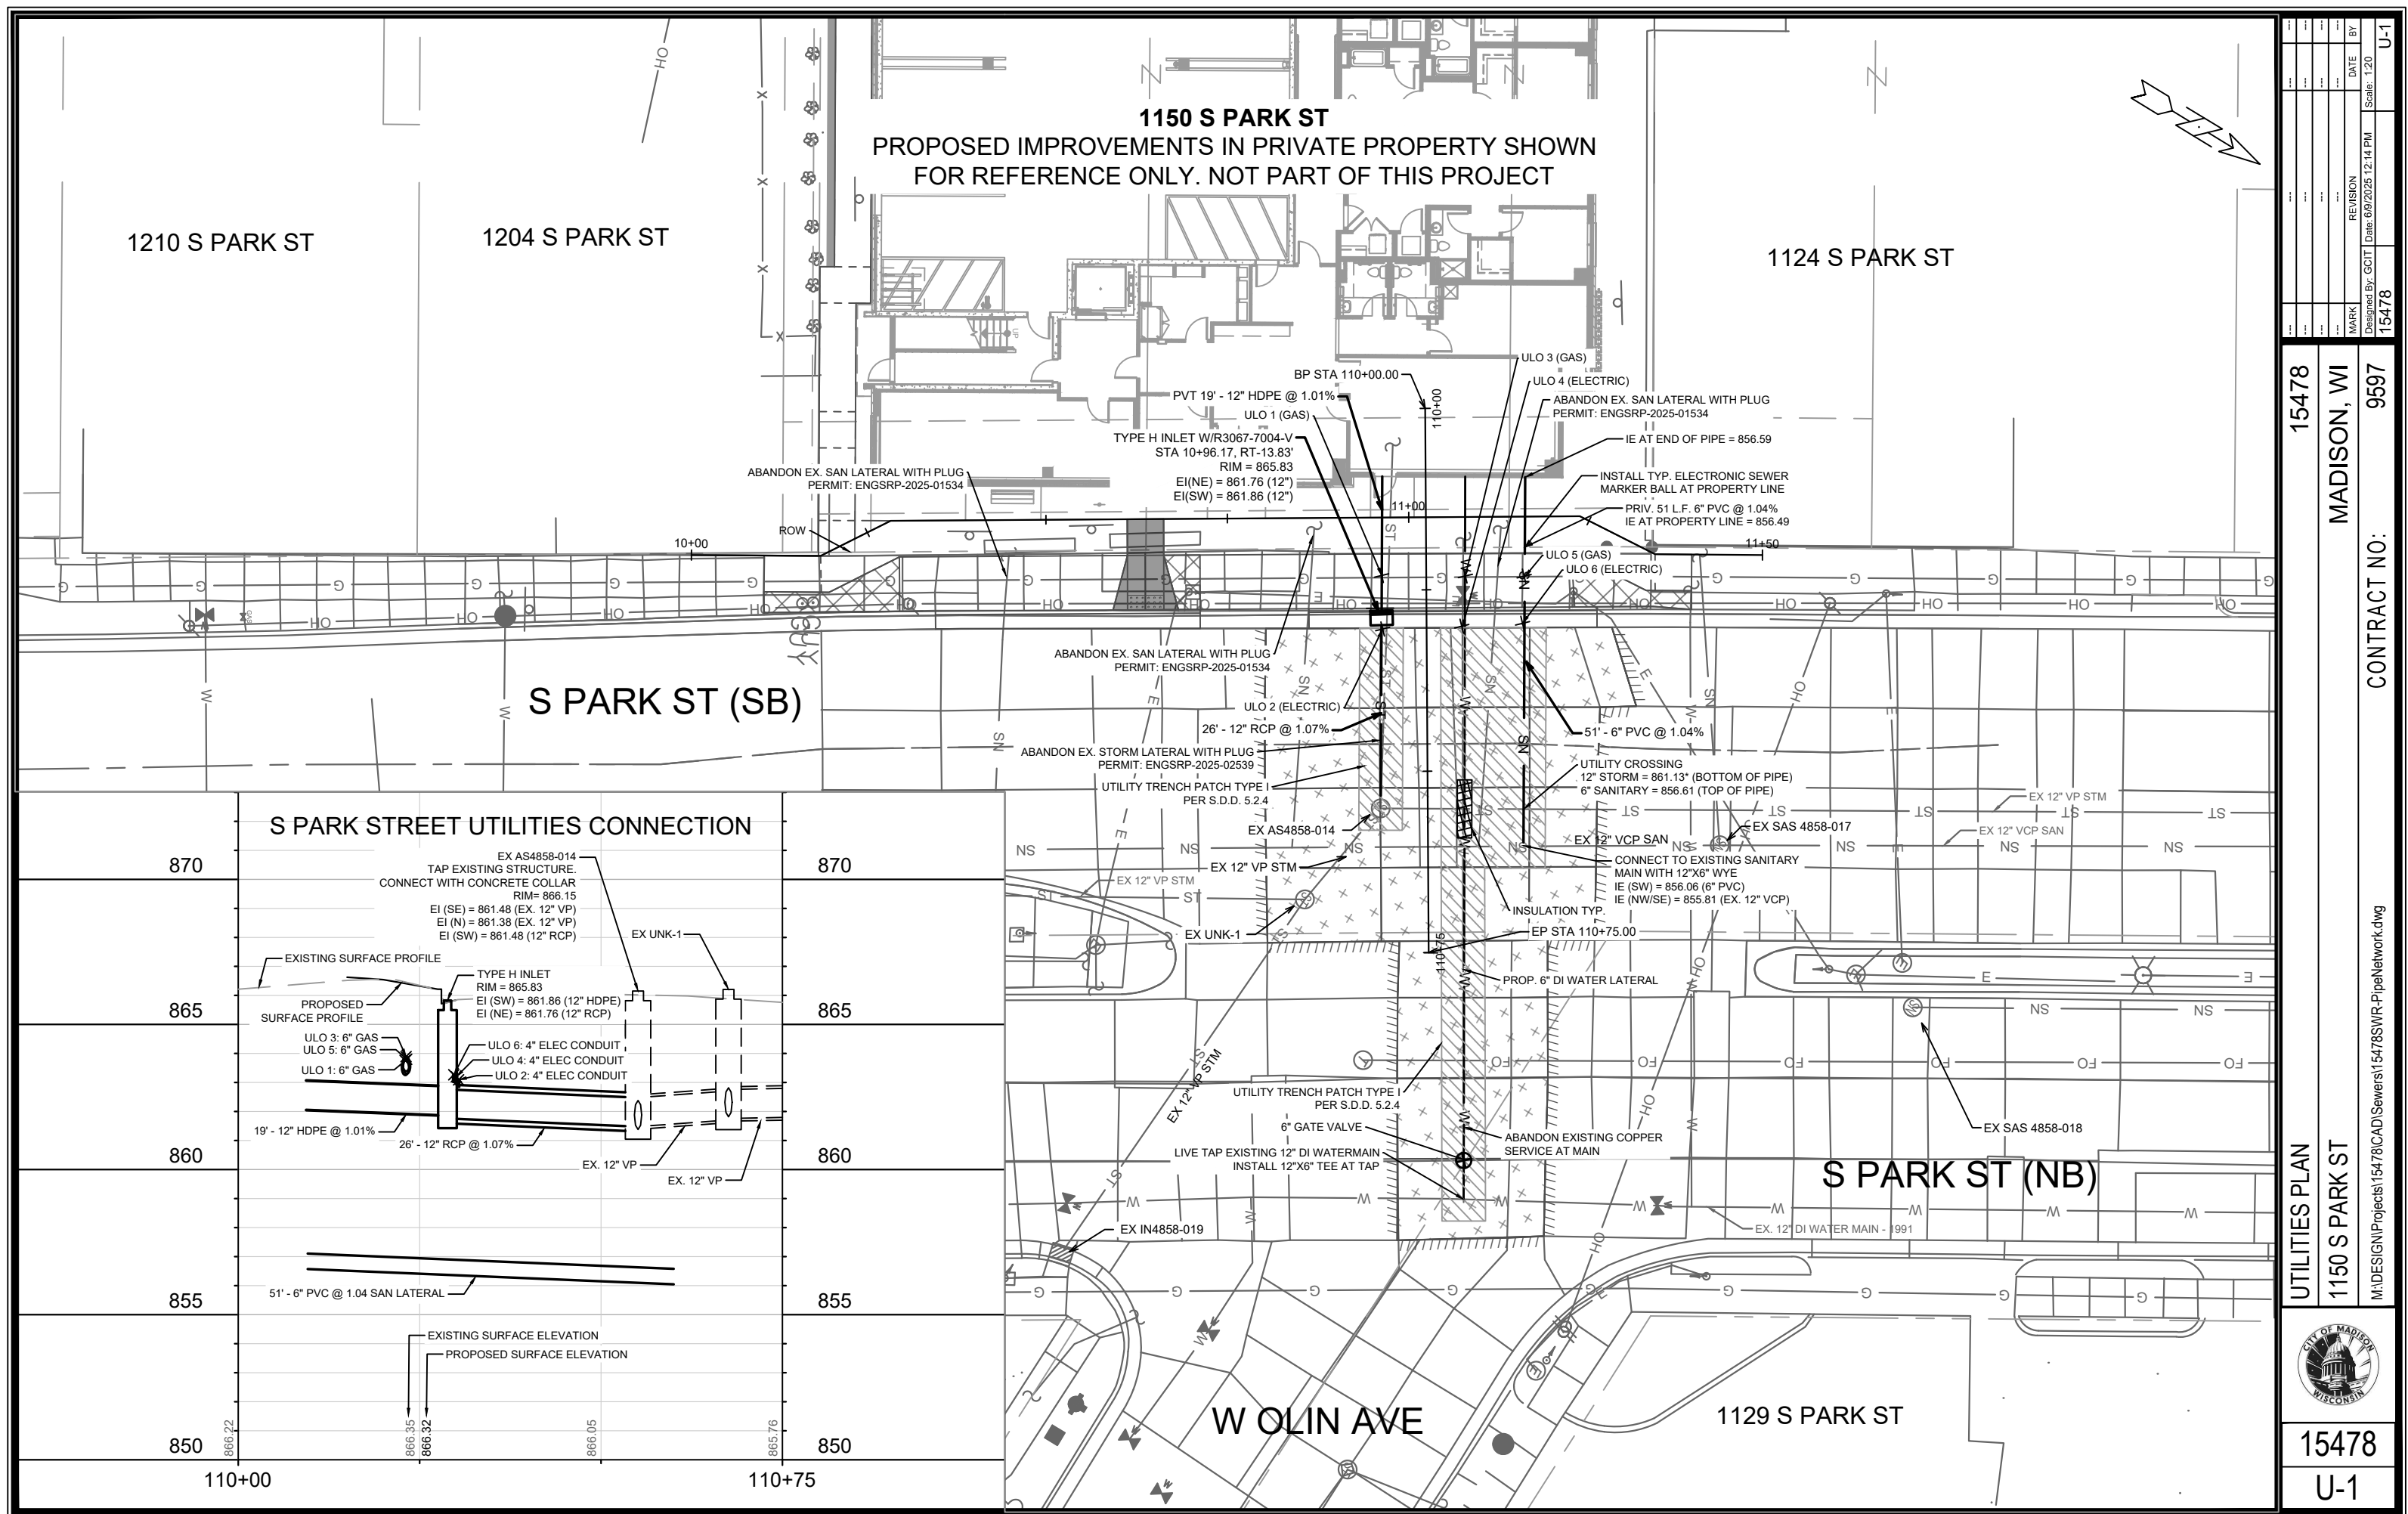 1150 S PARK ST
PROPOSED IMPROVEMENTS IN PRIVATE PROPERTY SHOWN
FOR REFERENCE ONLY. NOT PART OF THIS PROJECT
1210 S PARK ST
1204 S PARK ST
1124 S PARK ST
UP
BP STA 110+00.00
110+00
PVT 19' - 12" HDPE @ 1.01%
ULO 1 (GAS)
TYPE H INLET W/R3067-7004-V
STA 10+96.17, RT-13.83'
RIM = 865.83
EI(NE) = 861.76 (12")
EI(SW) = 861.86 (12")
ULO 3 (GAS)
ULO 4 (ELECTRIC)
ABANDON EX. SAN LATERAL WITH PLUG
PERMIT: ENGSRP-2025-01534
IE AT END OF PIPE = 856.59
INSTALL TYP. ELECTRONIC SEWER
MARKER BALL AT PROPERTY LINE
PRIV. 51 L.F. 6" PVC @ 1.04%
IE AT PROPERTY LINE = 856.49
ULO 5 (GAS)
ULO 6 (ELECTRIC)
ABANDON EX. SAN LATERAL WITH PLUG
PERMIT: ENGSRP-2025-01534
ROW
10+00
11+00
11+50
GUY
S PARK ST (SB)
ABANDON EX. SAN LATERAL WITH PLUG
PERMIT: ENGSRP-2025-01534
ULO 2 (ELECTRIC)
26' - 12" RCP @ 1.07%
ABANDON EX. STORM LATERAL WITH PLUG
PERMIT: ENGSRP-2025-02539
UTILITY TRENCH PATCH TYPE I
PER S.D.D. 5.2.4
EX AS4858-014
EX 12" VP STM
EX 12" VP STM
EX UNK-1
51' - 6" PVC @ 1.04%
UTILITY CROSSING
12" STORM = 861.13* (BOTTOM OF PIPE)
6" SANITARY = 856.61 (TOP OF PIPE)
EX SAS 4858-017
EX 12" VP STM
EX 12" VCP SAN
EX 12" VCP SAN
CONNECT TO EXISTING SANITARY
MAIN WITH 12"X6" WYE
IE (SW) = 856.06 (6" PVC)
IE (NW/SE) = 855.81 (EX. 12" VCP)
INSULATION TYP.
EP STA 110+75.00
110+75
PROP. 6" DI WATER LATERAL
EX 12" VP STM
UTILITY TRENCH PATCH TYPE I
PER S.D.D. 5.2.4
6" GATE VALVE
LIVE TAP EXISTING 12" DI WATERMAIN
INSTALL 12"X6" TEE AT TAP
ABANDON EXISTING COPPER
SERVICE AT MAIN
EX SAS 4858-018
S PARK ST (NB)
EX. 12" DI WATER MAIN - 1991
EX IN4858-019
W OLIN AVE
1129 S PARK ST
S PARK STREET UTILITIES CONNECTION
870
870
865
865
860
860
855
855
850
850
EX AS4858-014
TAP EXISTING STRUCTURE.
CONNECT WITH CONCRETE COLLAR
RIM= 866.15
EI (SE) = 861.48 (EX. 12" VP)
EI (N) = 861.38 (EX. 12" VP)
EI (SW) = 861.48 (12" RCP)
EX UNK-1
EXISTING SURFACE PROFILE
PROPOSED
SURFACE PROFILE
TYPE H INLET
RIM = 865.83
EI (SW) = 861.86 (12" HDPE)
EI (NE) = 861.76 (12" RCP)
ULO 3: 6" GAS
ULO 5: 6" GAS
ULO 1: 6" GAS
ULO 6: 4" ELEC CONDUIT
ULO 4: 4" ELEC CONDUIT
ULO 2: 4" ELEC CONDUIT
19' - 12" HDPE @ 1.01%
26' - 12" RCP @ 1.07%
EX. 12" VP
EX. 12" VP
51' - 6" PVC @ 1.04 SAN LATERAL
EXISTING SURFACE ELEVATION
PROPOSED SURFACE ELEVATION
866.22
866.35
866.32
866.05
865.76
110+00
110+75
MARK
REVISION
DATE
BY
Designed By: GCIT
Date: 6/9/2025 12:14 PM
Scale: 1:20
15478
U-1
UTILITIES PLAN
15478
1150 S PARK ST
MADISON, WI
M:\DESIGN\Projects\15478\CAD\Sewers\15478SWR-PipeNetwork.dwg
CONTRACT NO:
9597
CITY OF MADISON
WISCONSIN
15478
U-1